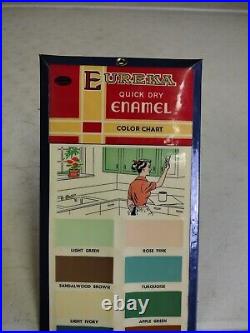 EUREKA
QUICK DRY
ENAMEL
COLOR CHART
LIGHT GREEN
ROSE PINK
SANDALWOOD BROWN
TURQUOISE
LIGHT IVORY
APPLE GREEN